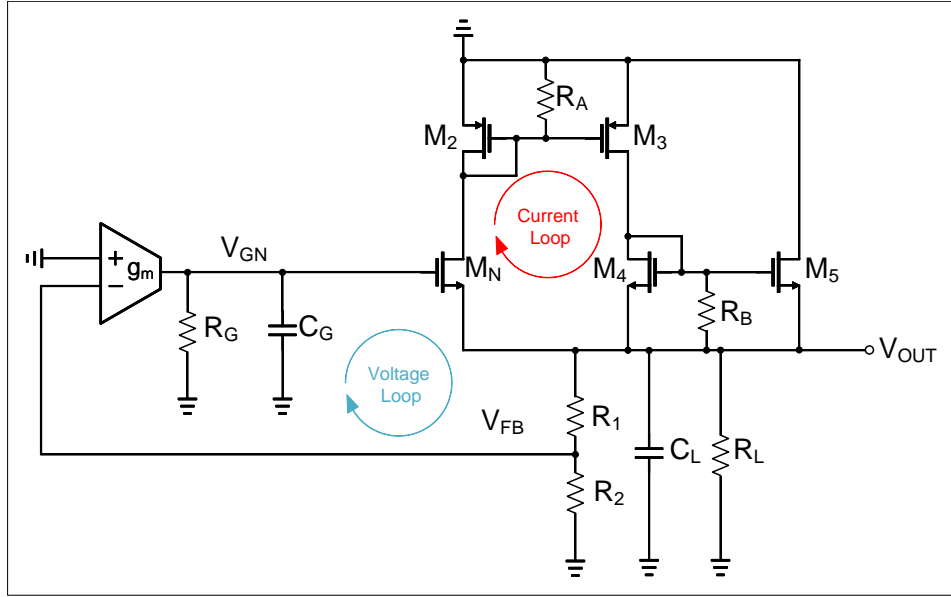 R_A
M_2
M_3
Current
Loop
V_GN
+
g_m
−
M_N
M_4
M_5
R_G
C_G
R_B
V_OUT
Voltage
Loop
V_FB
R_1
C_L
R_L
R_2